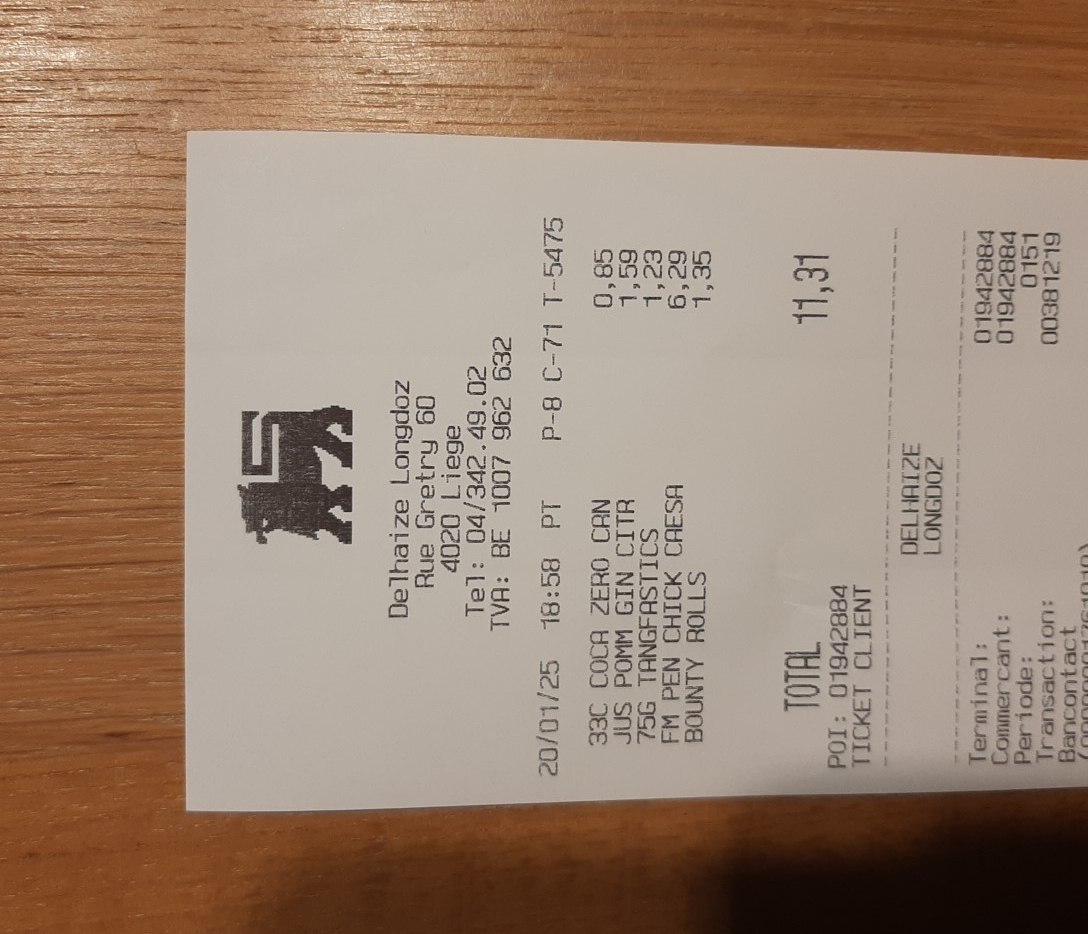 Delhaize Longdoz
Rue Gretry 60
4020 Liege
Tel: 04/342.49.02
TVA: BE 1007 962 632
20/01/25 18:58 PT P-8 C-71 T-5475
33C COCA ZERO CAN 0,85
JUS POMM GIN CITR 1,59
75G TANGFASTICS 1,23
FM PEN CHICK CAESA 6,29
BOUNTY ROLLS 1,35
TOTAL 11,31
POI: 01942884
TICKET CLIENT
DELHAIZE
LONGDOZ
Terminal: 01942884
Commercant: 01942884
Periode: 0151
Transaction: 00381219
Bancontact